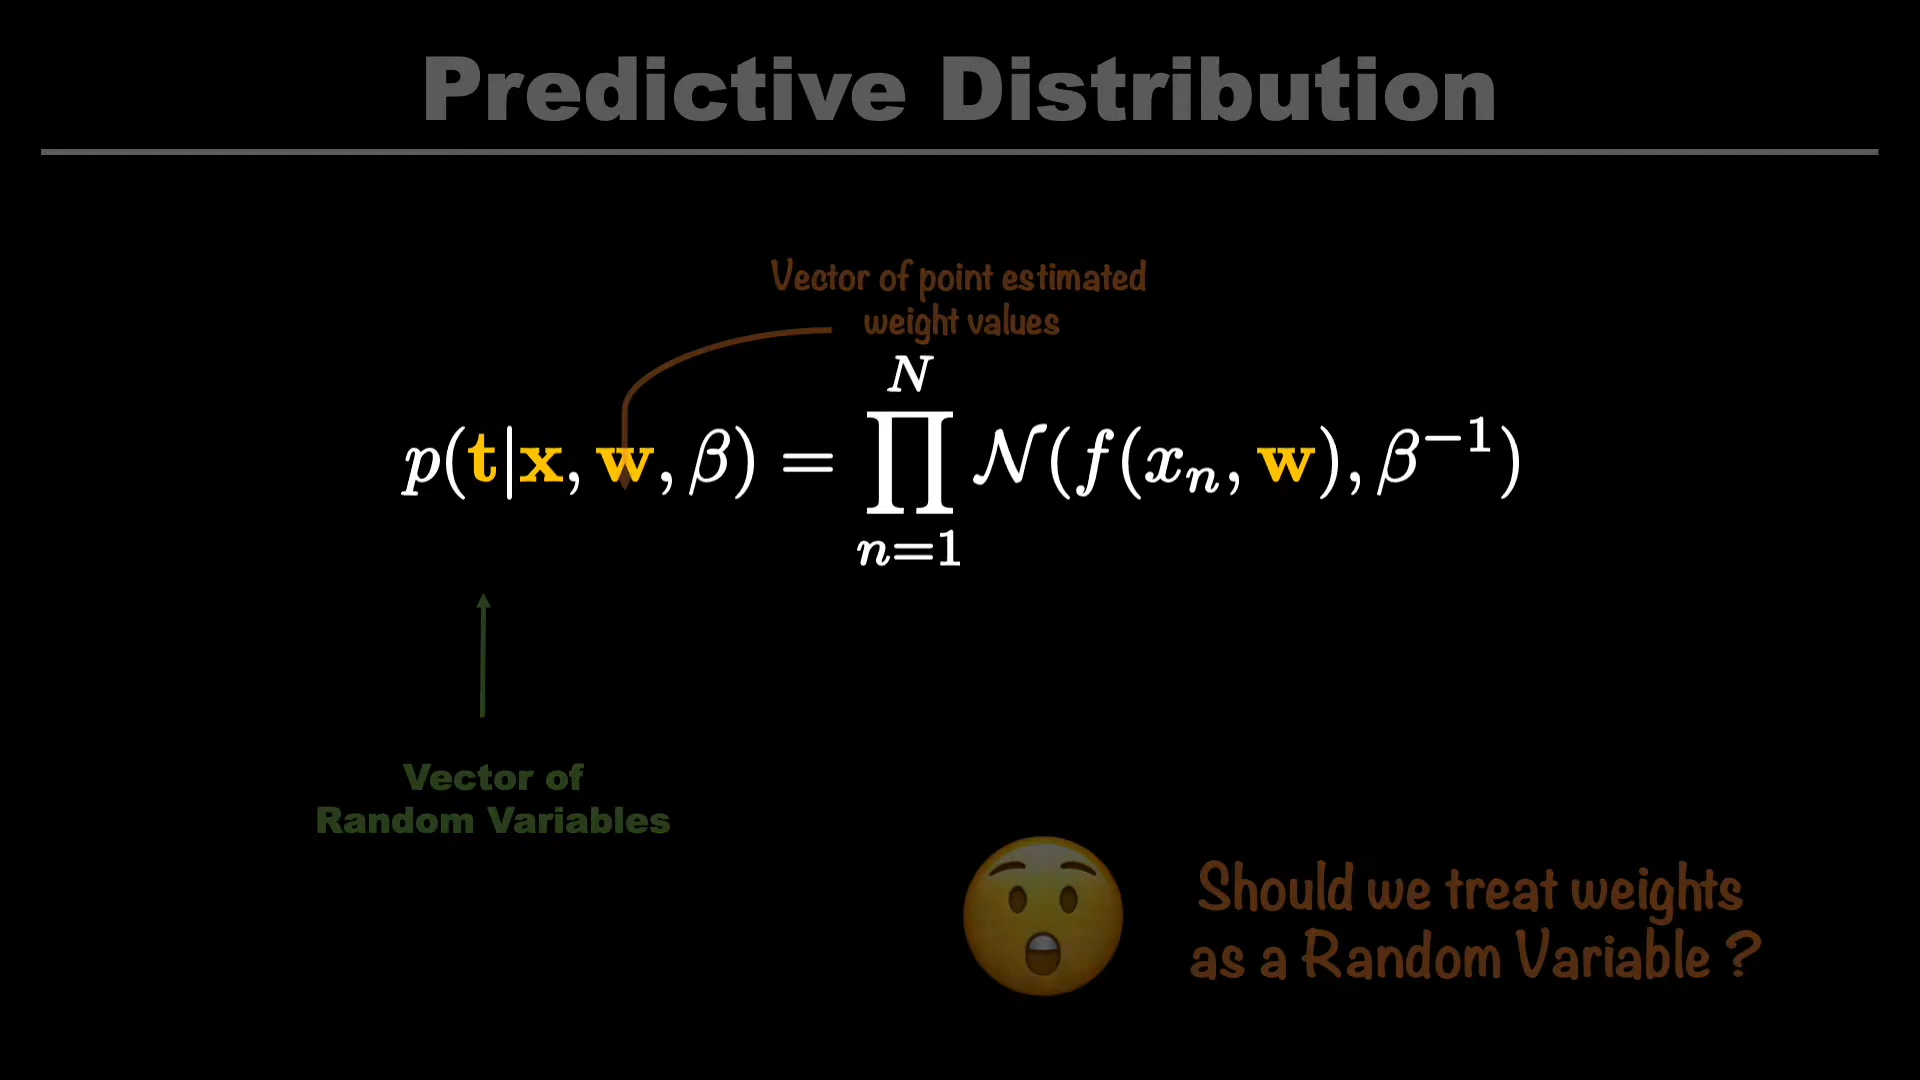 Predictive Distribution
Vector of point estimated
weight values
p(t|x, w, β) = ∏_{n=1}^{N} 𝒩(f(x_n, w), β^{-1})
Vector of
Random Variables
Should we treat weights
as a Random Variable ?